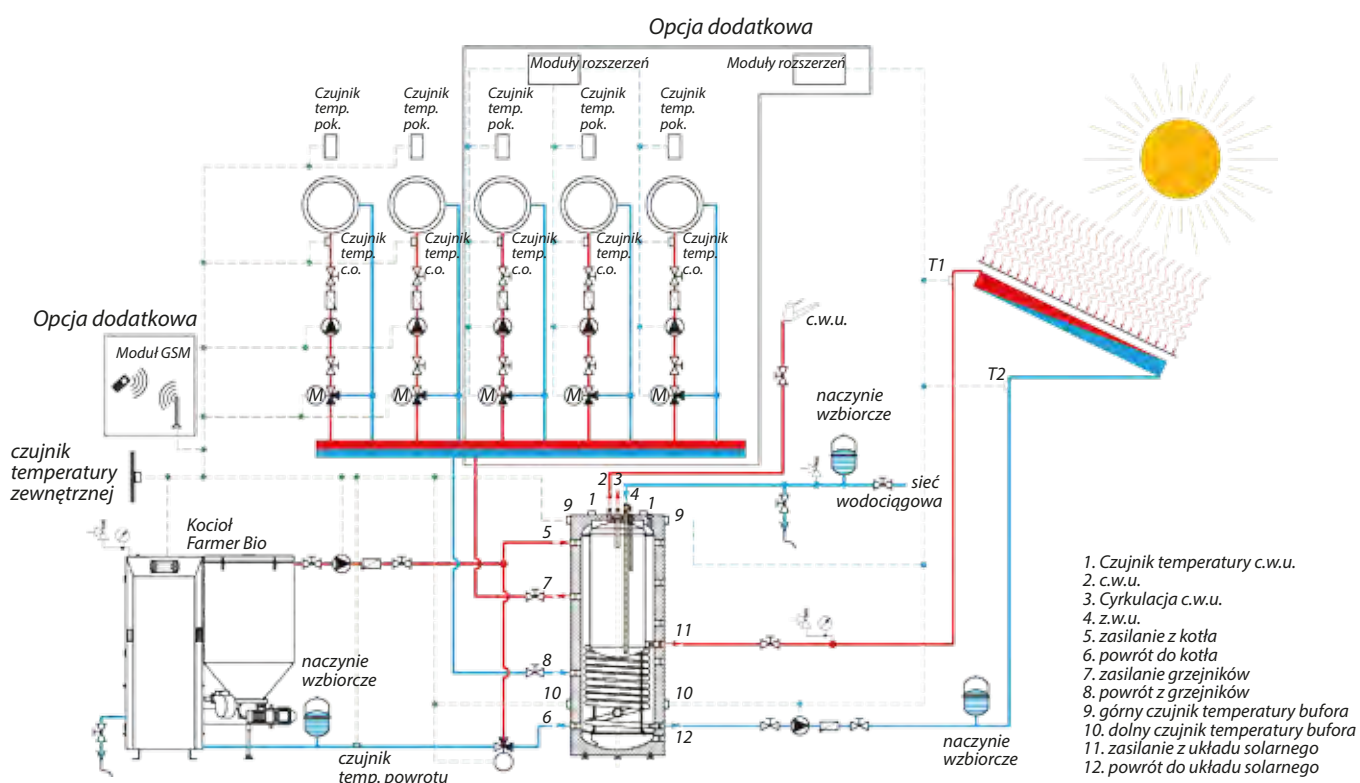 Opcja dodatkowa
Moduły rozszerzeń
Moduły rozszerzeń
Czujnik
temp.
pok.
Czujnik
temp.
pok.
Czujnik
temp.
pok.
Czujnik
temp.
pok.
Czujnik
temp.
pok.
Czujnik
temp.
c.o.
Czujnik
temp.
c.o.
Czujnik
temp.
c.o.
Czujnik
temp.
c.o.
Czujnik
temp.
c.o.
T1
T2
c.w.u.
Opcja dodatkowa
Moduł GSM
M
M
M
M
M
naczynie
wzbiorcze
sieć
wodociągowa
czujnik
temperatury
zewnętrznej
Kocioł
Farmer Bio
2
3
4
1
1
9
9
5
7
8
10
6
11
10
12
naczynie
wzbiorcze
czujnik
temp. powrotu
naczynie
wzbiorcze
1. Czujnik temperatury c.w.u.
2. c.w.u.
3. Cyrkulacja c.w.u.
4. z.w.u.
5. zasilanie z kotła
6. powrót do kotła
7. zasilanie grzejników
8. powrót z grzejników
9. górny czujnik temperatury bufora
10. dolny czujnik temperatury bufora
11. zasilanie z układu solarnego
12. powrót do układu solarnego